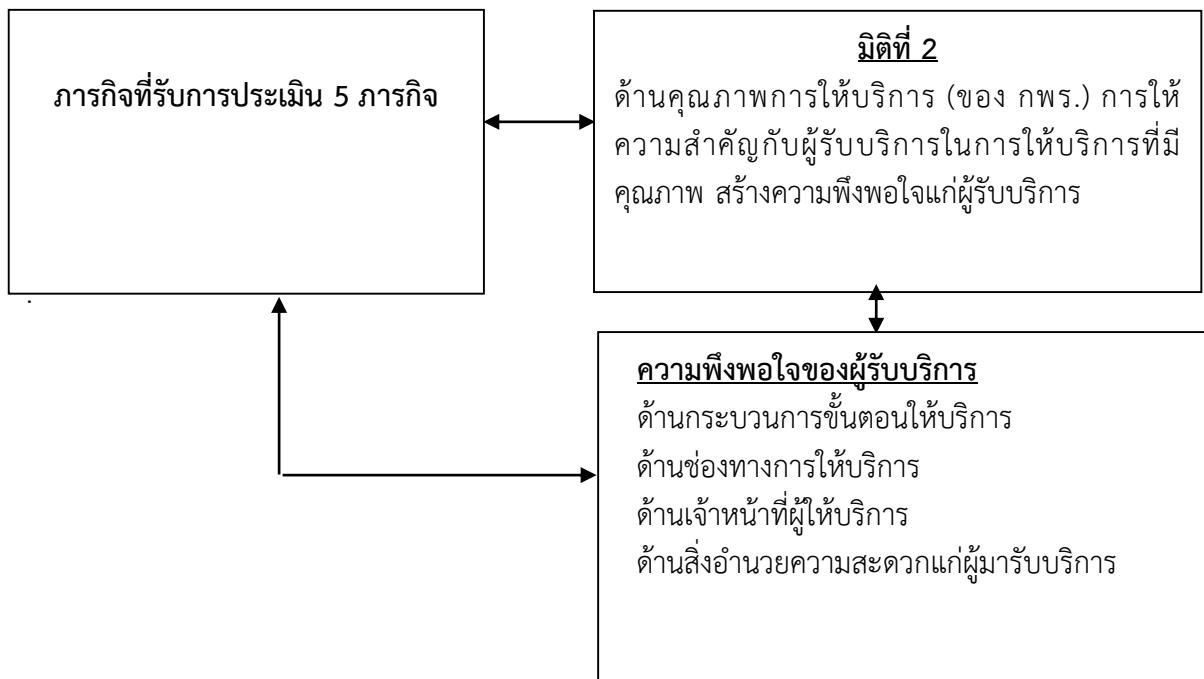 ภารกิจที่รับการประเมิน 5 ภารกิจ
มิติที่ 2
ด้านคุณภาพการให้บริการ (ของ กพร.) การให้
ความสำคัญกับผู้รับบริการในการให้บริการที่มี
คุณภาพ สร้างความพึงพอใจแก่ผู้รับบริการ
ความพึงพอใจของผู้รับบริการ
ด้านกระบวนการขั้นตอนให้บริการ
ด้านช่องทางการให้บริการ
ด้านเจ้าหน้าที่ผู้ให้บริการ
ด้านสิ่งอำนวยความสะดวกแก่ผู้มารับบริการ